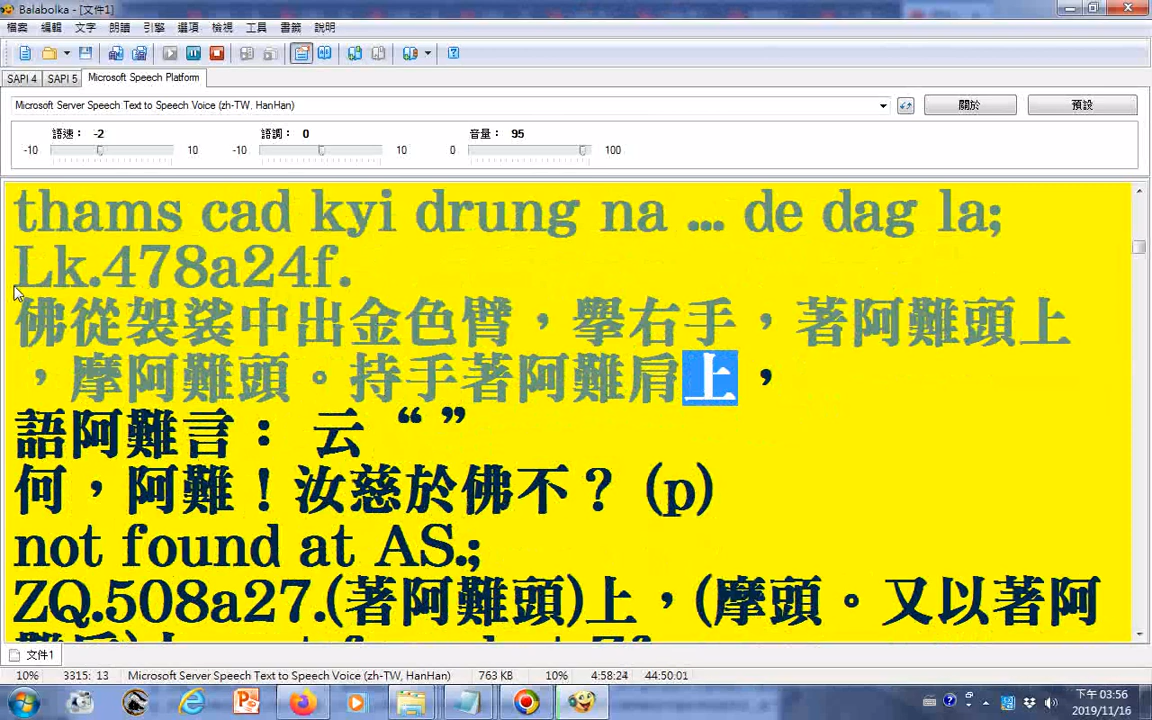 Balabolka - [文件1]
檔案 編輯 文字 朗讀 引擎 選項 檢視 工具 書籤 說明
SAPI 4 SAPI 5 Microsoft Speech Platform
Microsoft Server Speech Text to Speech Voice (zh-TW, HanHan) 關於 預設
語速： -2 語調： 0 音量： 95
-10 10 -10 10 0 100
thams cad kyi drung na ... de dag la;
Lk.478a24f.
佛從袈裟中出金色臂，擧右手，著阿難頭上
，摩阿難頭。持手著阿難肩上，
語阿難言： 云“ ”
何，阿難！汝慈於佛不？ (p)
not found at AS.;
ZQ.508a27.(著阿難頭)上，(摩頭。又以著阿
文件1
10% 3315: 13 Microsoft Server Speech Text to Speech Voice (zh-TW, HanHan) 763 KB 10% 4:58:24 44:50:01
下午 03:56
2019/11/16